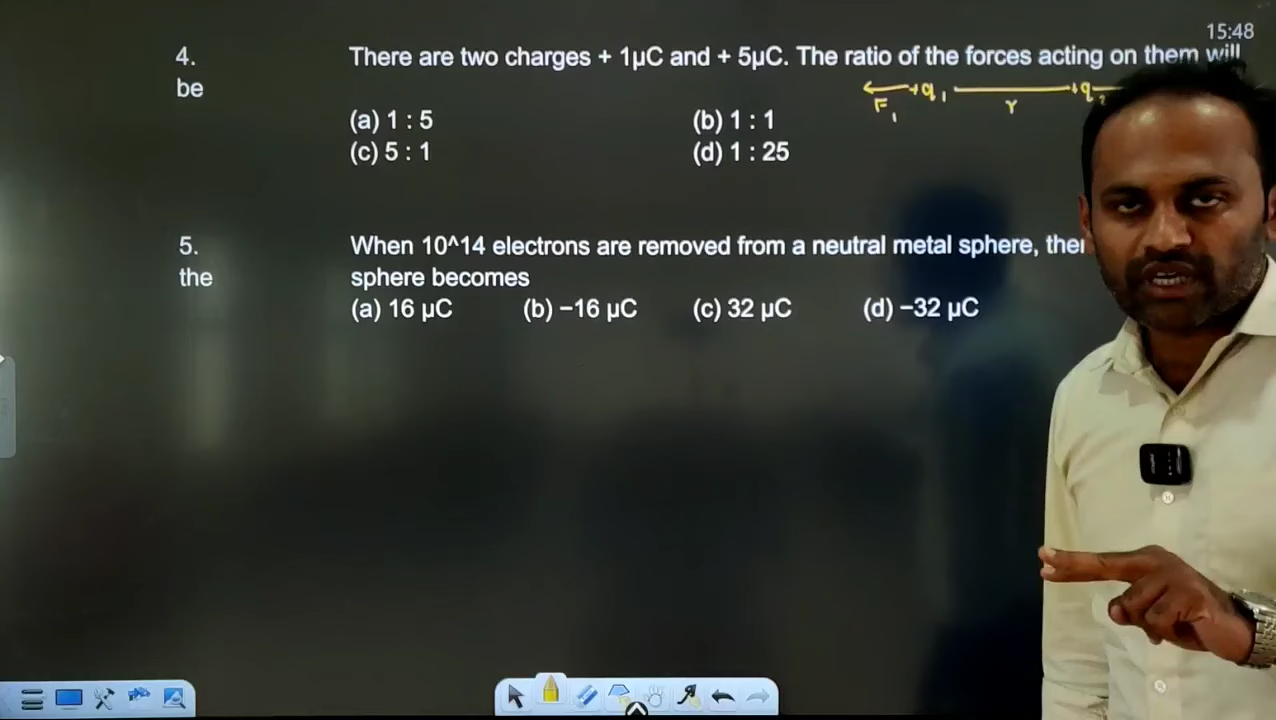 15:48
4. There are two charges + 1μC and + 5μC. The ratio of the forces acting on them will
be
+q₁ +q₂
F₁ r
(a) 1 : 5 (b) 1 : 1
(c) 5 : 1 (d) 1 : 25
5. When 10^14 electrons are removed from a neutral metal sphere, the
the sphere becomes
(a) 16 μC (b) −16 μC (c) 32 μC (d) −32 μC